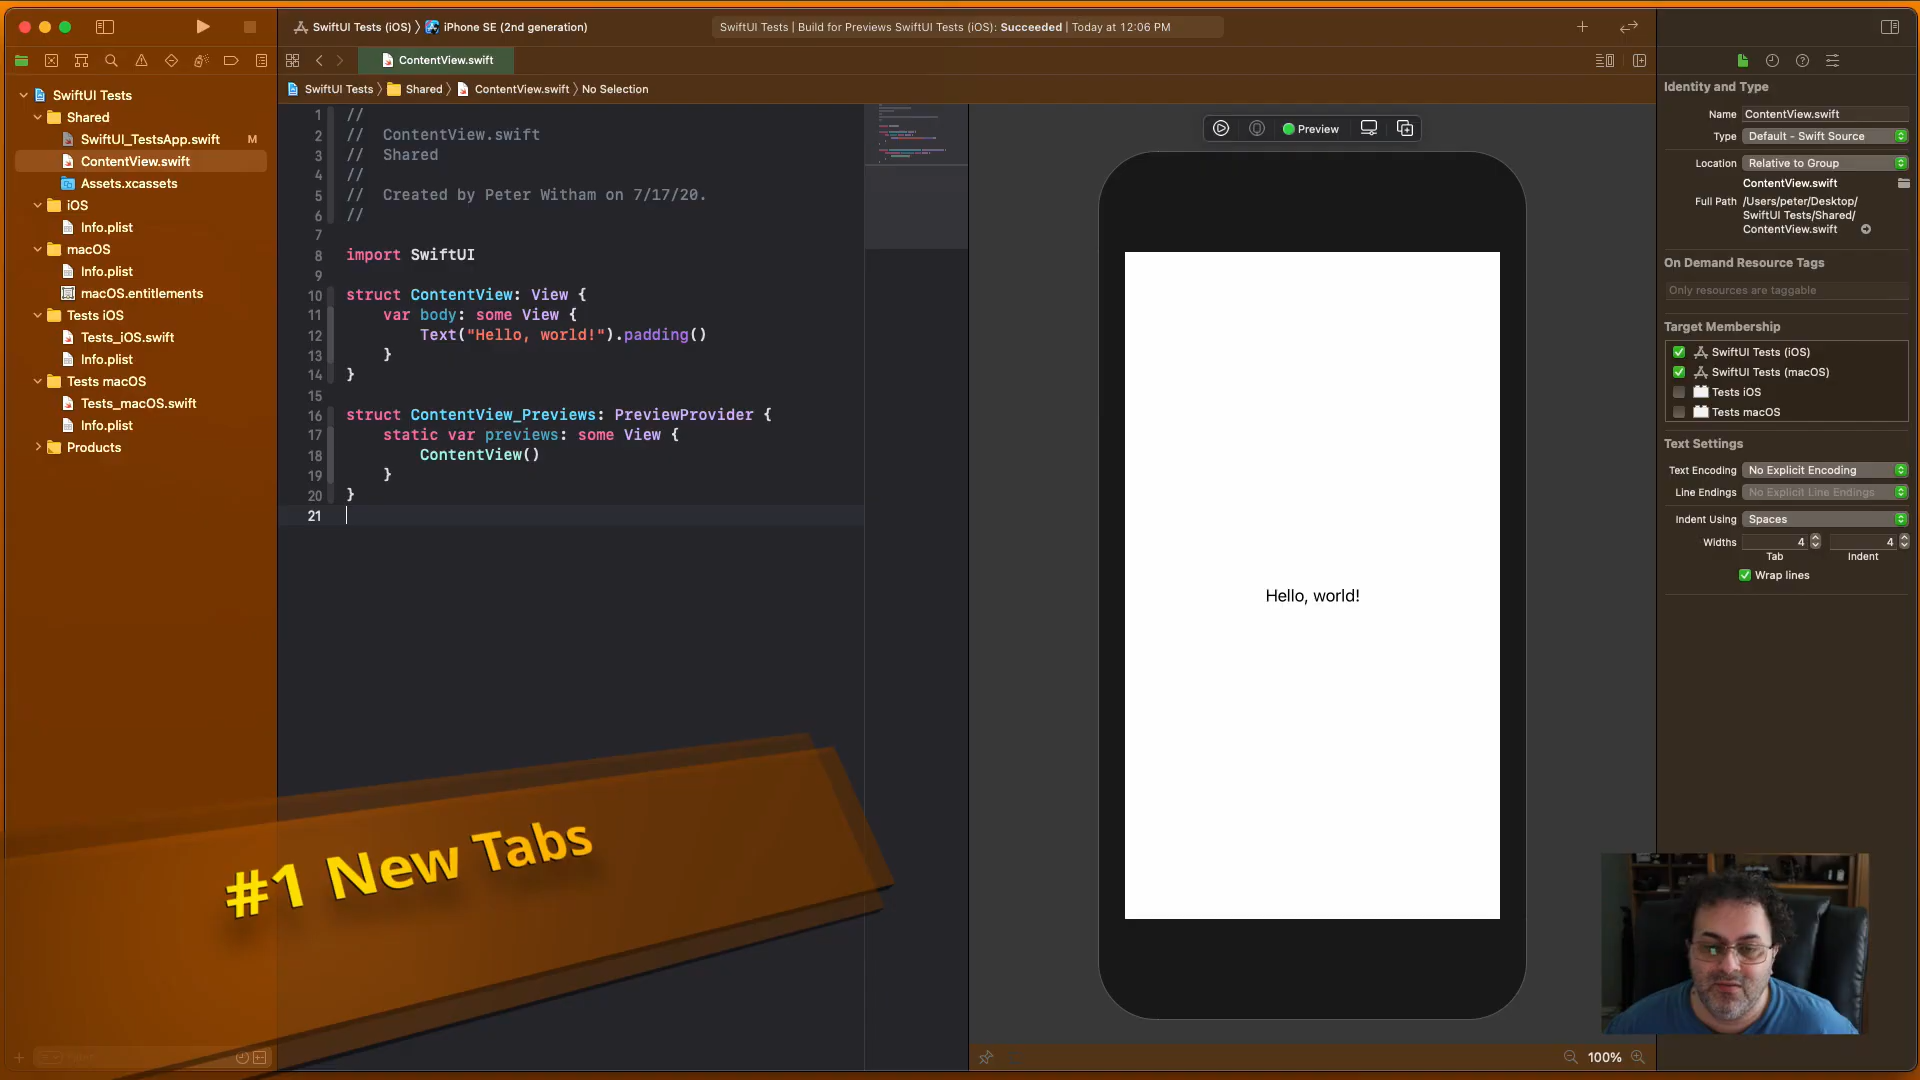 SwiftUI Tests (iOS) 〉 iPhone SE (2nd generation)
SwiftUI Tests | Build for Previews SwiftUI Tests (iOS): Succeeded | Today at 12:06 PM
ContentView.swift
SwiftUI Tests 〉 Shared 〉 ContentView.swift 〉 No Selection
SwiftUI Tests
Shared
SwiftUI_TestsApp.swift M
ContentView.swift
Assets.xcassets
iOS
Info.plist
macOS
Info.plist
macOS.entitlements
Tests iOS
Tests_iOS.swift
Info.plist
Tests macOS
Tests_macOS.swift
Info.plist
Products
1 //
2 //  ContentView.swift
3 //  Shared
4 //
5 //  Created by Peter Witham on 7/17/20.
6 //
7
8 import SwiftUI
9
10 struct ContentView: View {
11     var body: some View {
12         Text("Hello, world!").padding()
13     }
14 }
15
16 struct ContentView_Previews: PreviewProvider {
17     static var previews: some View {
18         ContentView()
19     }
20 }
21
Preview
Hello, world!
100%
Identity and Type
Name ContentView.swift
Type Default - Swift Source
Location Relative to Group
ContentView.swift
Full Path /Users/peter/Desktop/
SwiftUI Tests/Shared/
ContentView.swift
On Demand Resource Tags
Only resources are taggable
Target Membership
SwiftUI Tests (iOS)
SwiftUI Tests (macOS)
Tests iOS
Tests macOS
Text Settings
Text Encoding No Explicit Encoding
Line Endings No Explicit Line Endings
Indent Using Spaces
Widths 4 4
Tab Indent
Wrap lines
#1 New Tabs